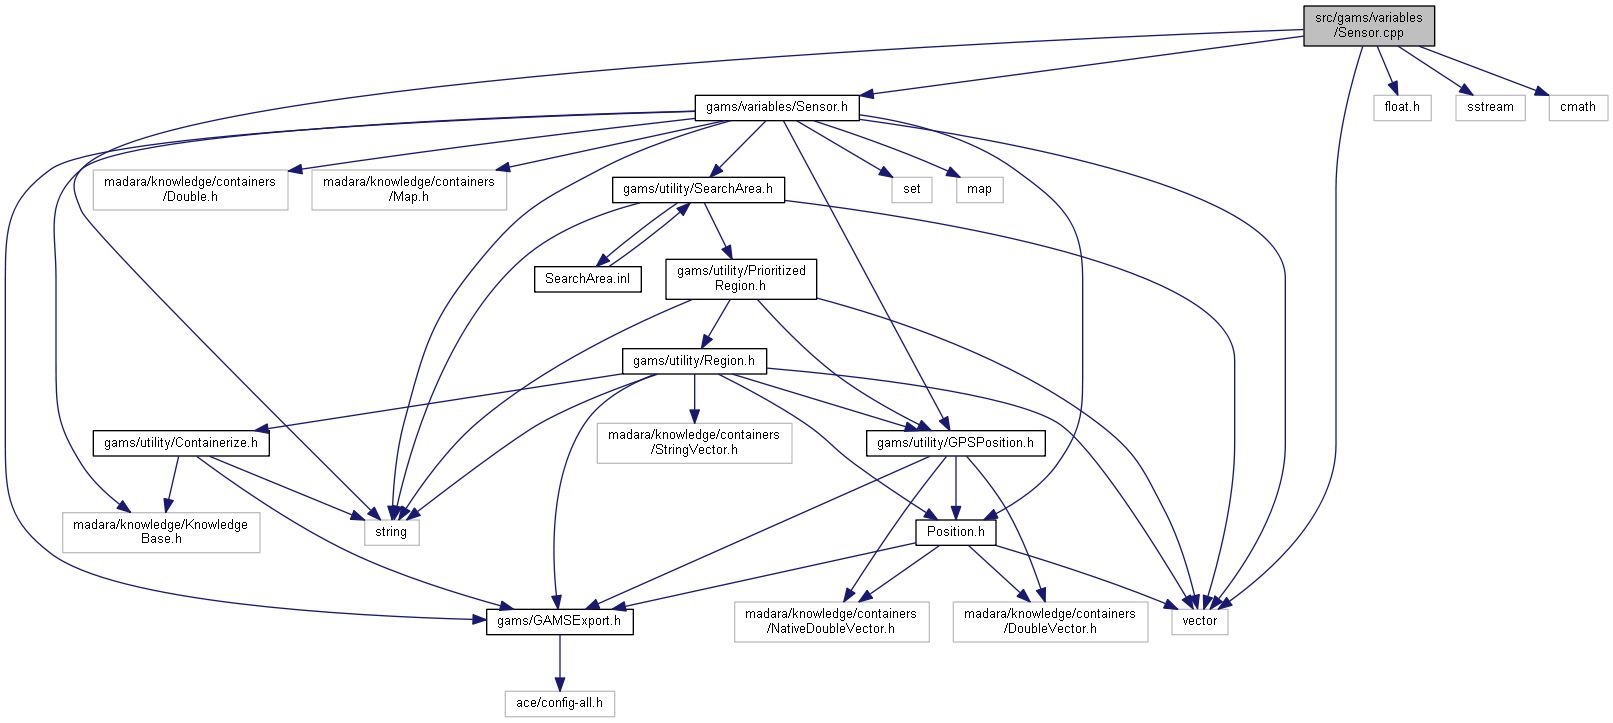 src/gams/variables
/Sensor.cpp
gams/variables/Sensor.h
float.h
sstream
cmath
madara/knowledge/containers
/Double.h
madara/knowledge/containers
/Map.h
gams/utility/SearchArea.h
set
map
SearchArea.inl
gams/utility/Prioritized
Region.h
gams/utility/Region.h
gams/utility/Containerize.h
madara/knowledge/containers
/StringVector.h
gams/utility/GPSPosition.h
madara/knowledge/Knowledge
Base.h
string
Position.h
gams/GAMSExport.h
madara/knowledge/containers
/NativeDoubleVector.h
madara/knowledge/containers
/DoubleVector.h
vector
ace/config-all.h